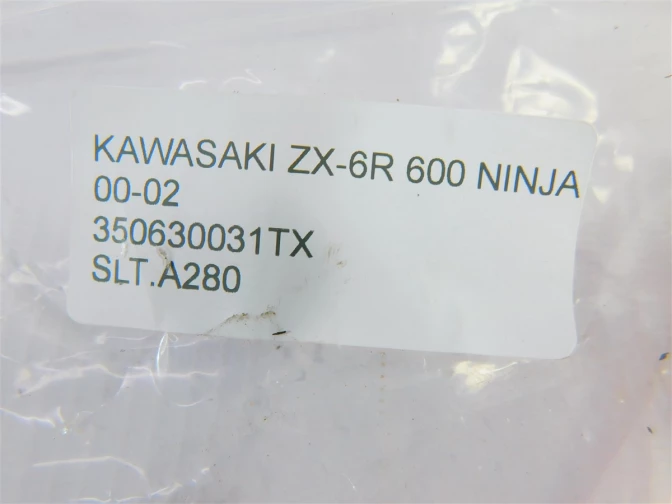 KAWASAKI ZX-6R 600 NINJA
00-02
350630031TX
SLT.A280